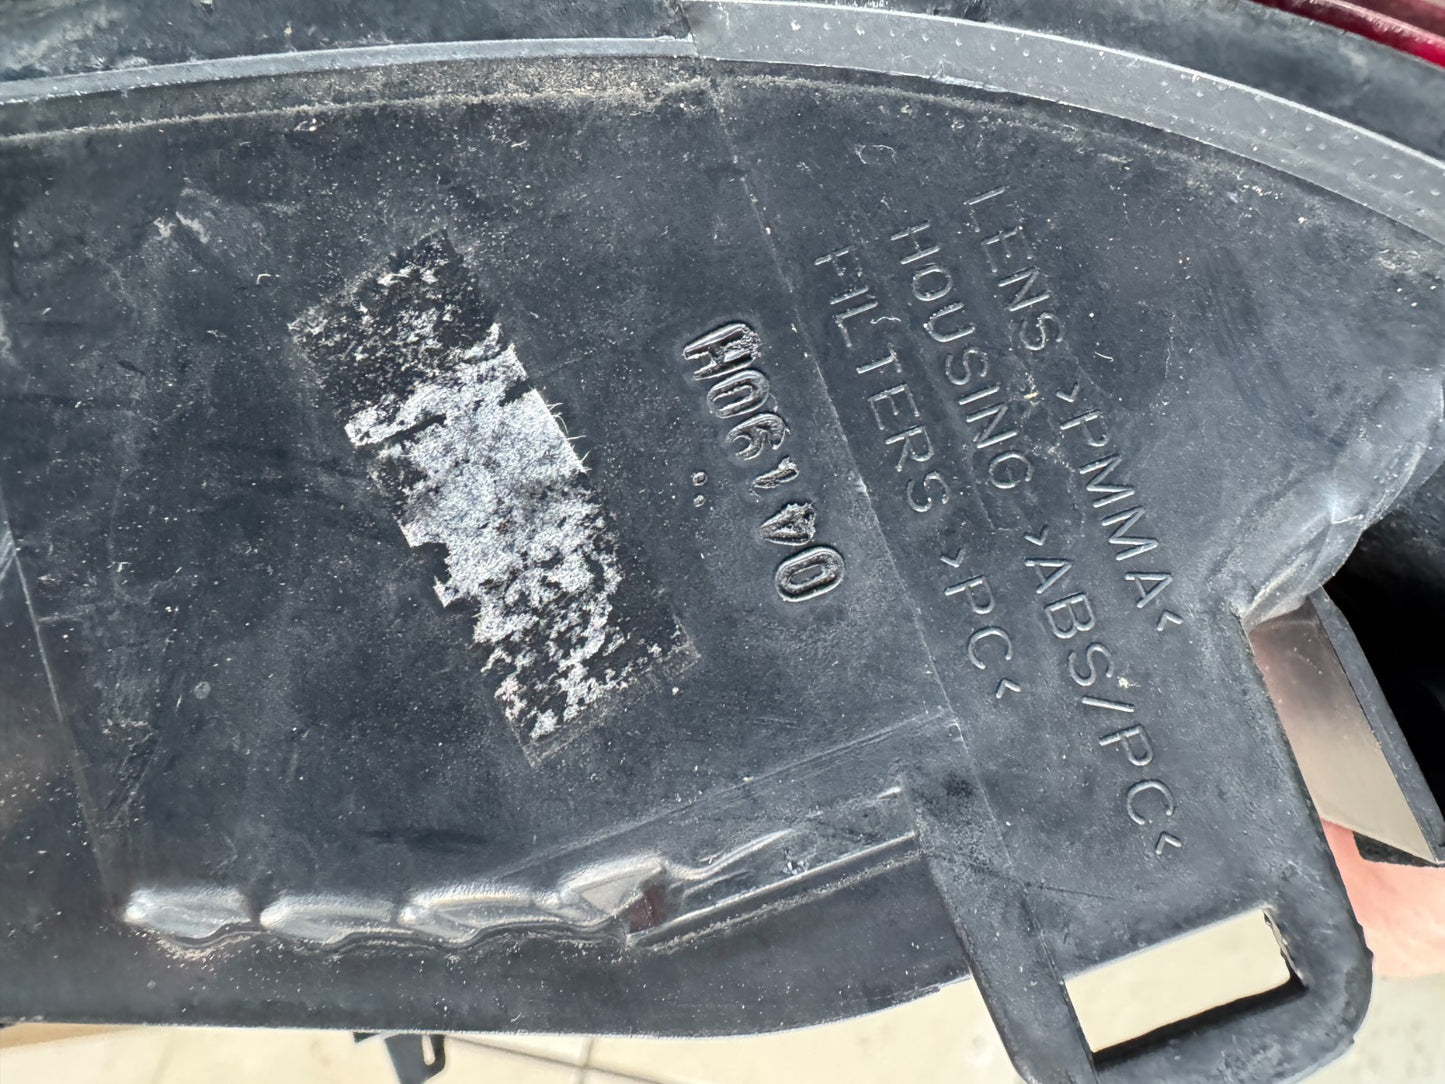 LENS >PMMA<
HOUSING >ABS/PC<
FILTERS >PC<